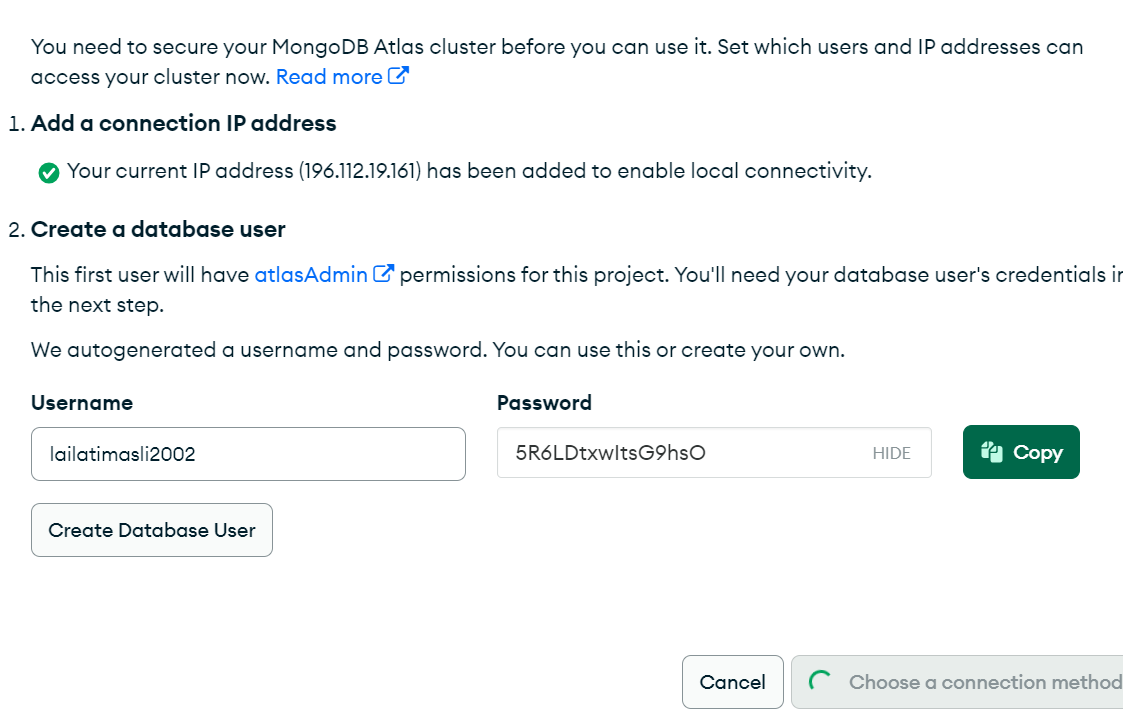 You need to secure your MongoDB Atlas cluster before you can use it. Set which users and IP addresses can
access your cluster now. Read more
1. Add a connection IP address
Your current IP address (196.112.19.161) has been added to enable local connectivity.
2. Create a database user
This first user will have atlasAdmin permissions for this project. You'll need your database user's credentials in
the next step.
We autogenerated a username and password. You can use this or create your own.
Username Password
lailatimasli2002 5R6LDtxwItsG9hsO HIDE Copy
Create Database User
Cancel Choose a connection method